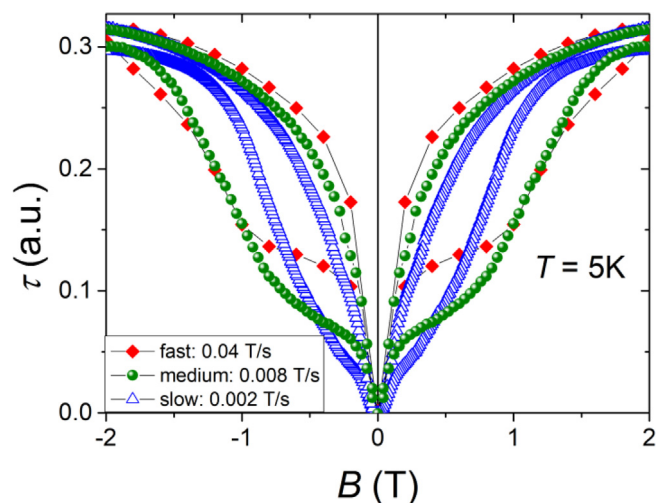 0.3
0.2
0.1
0.0
τ (a.u.)
T = 5K
fast: 0.04 T/s
medium: 0.008 T/s
slow: 0.002 T/s
-2 -1 0 1 2
B (T)